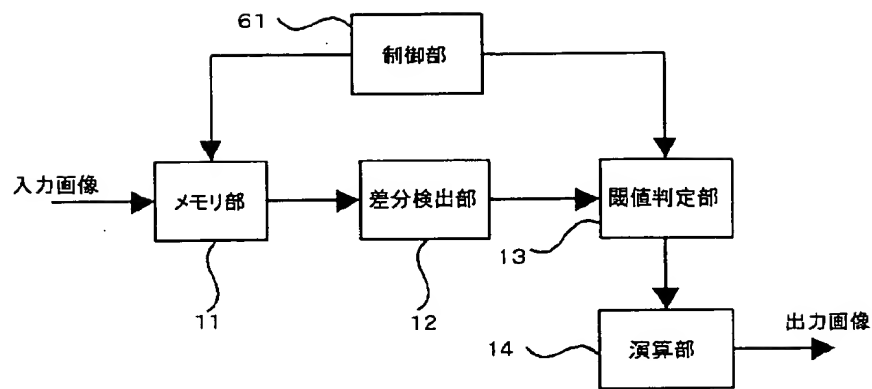 61
制御部
入力画像
メモリ部
差分検出部
閾値判定部
11
12
13
14
演算部
出力画像